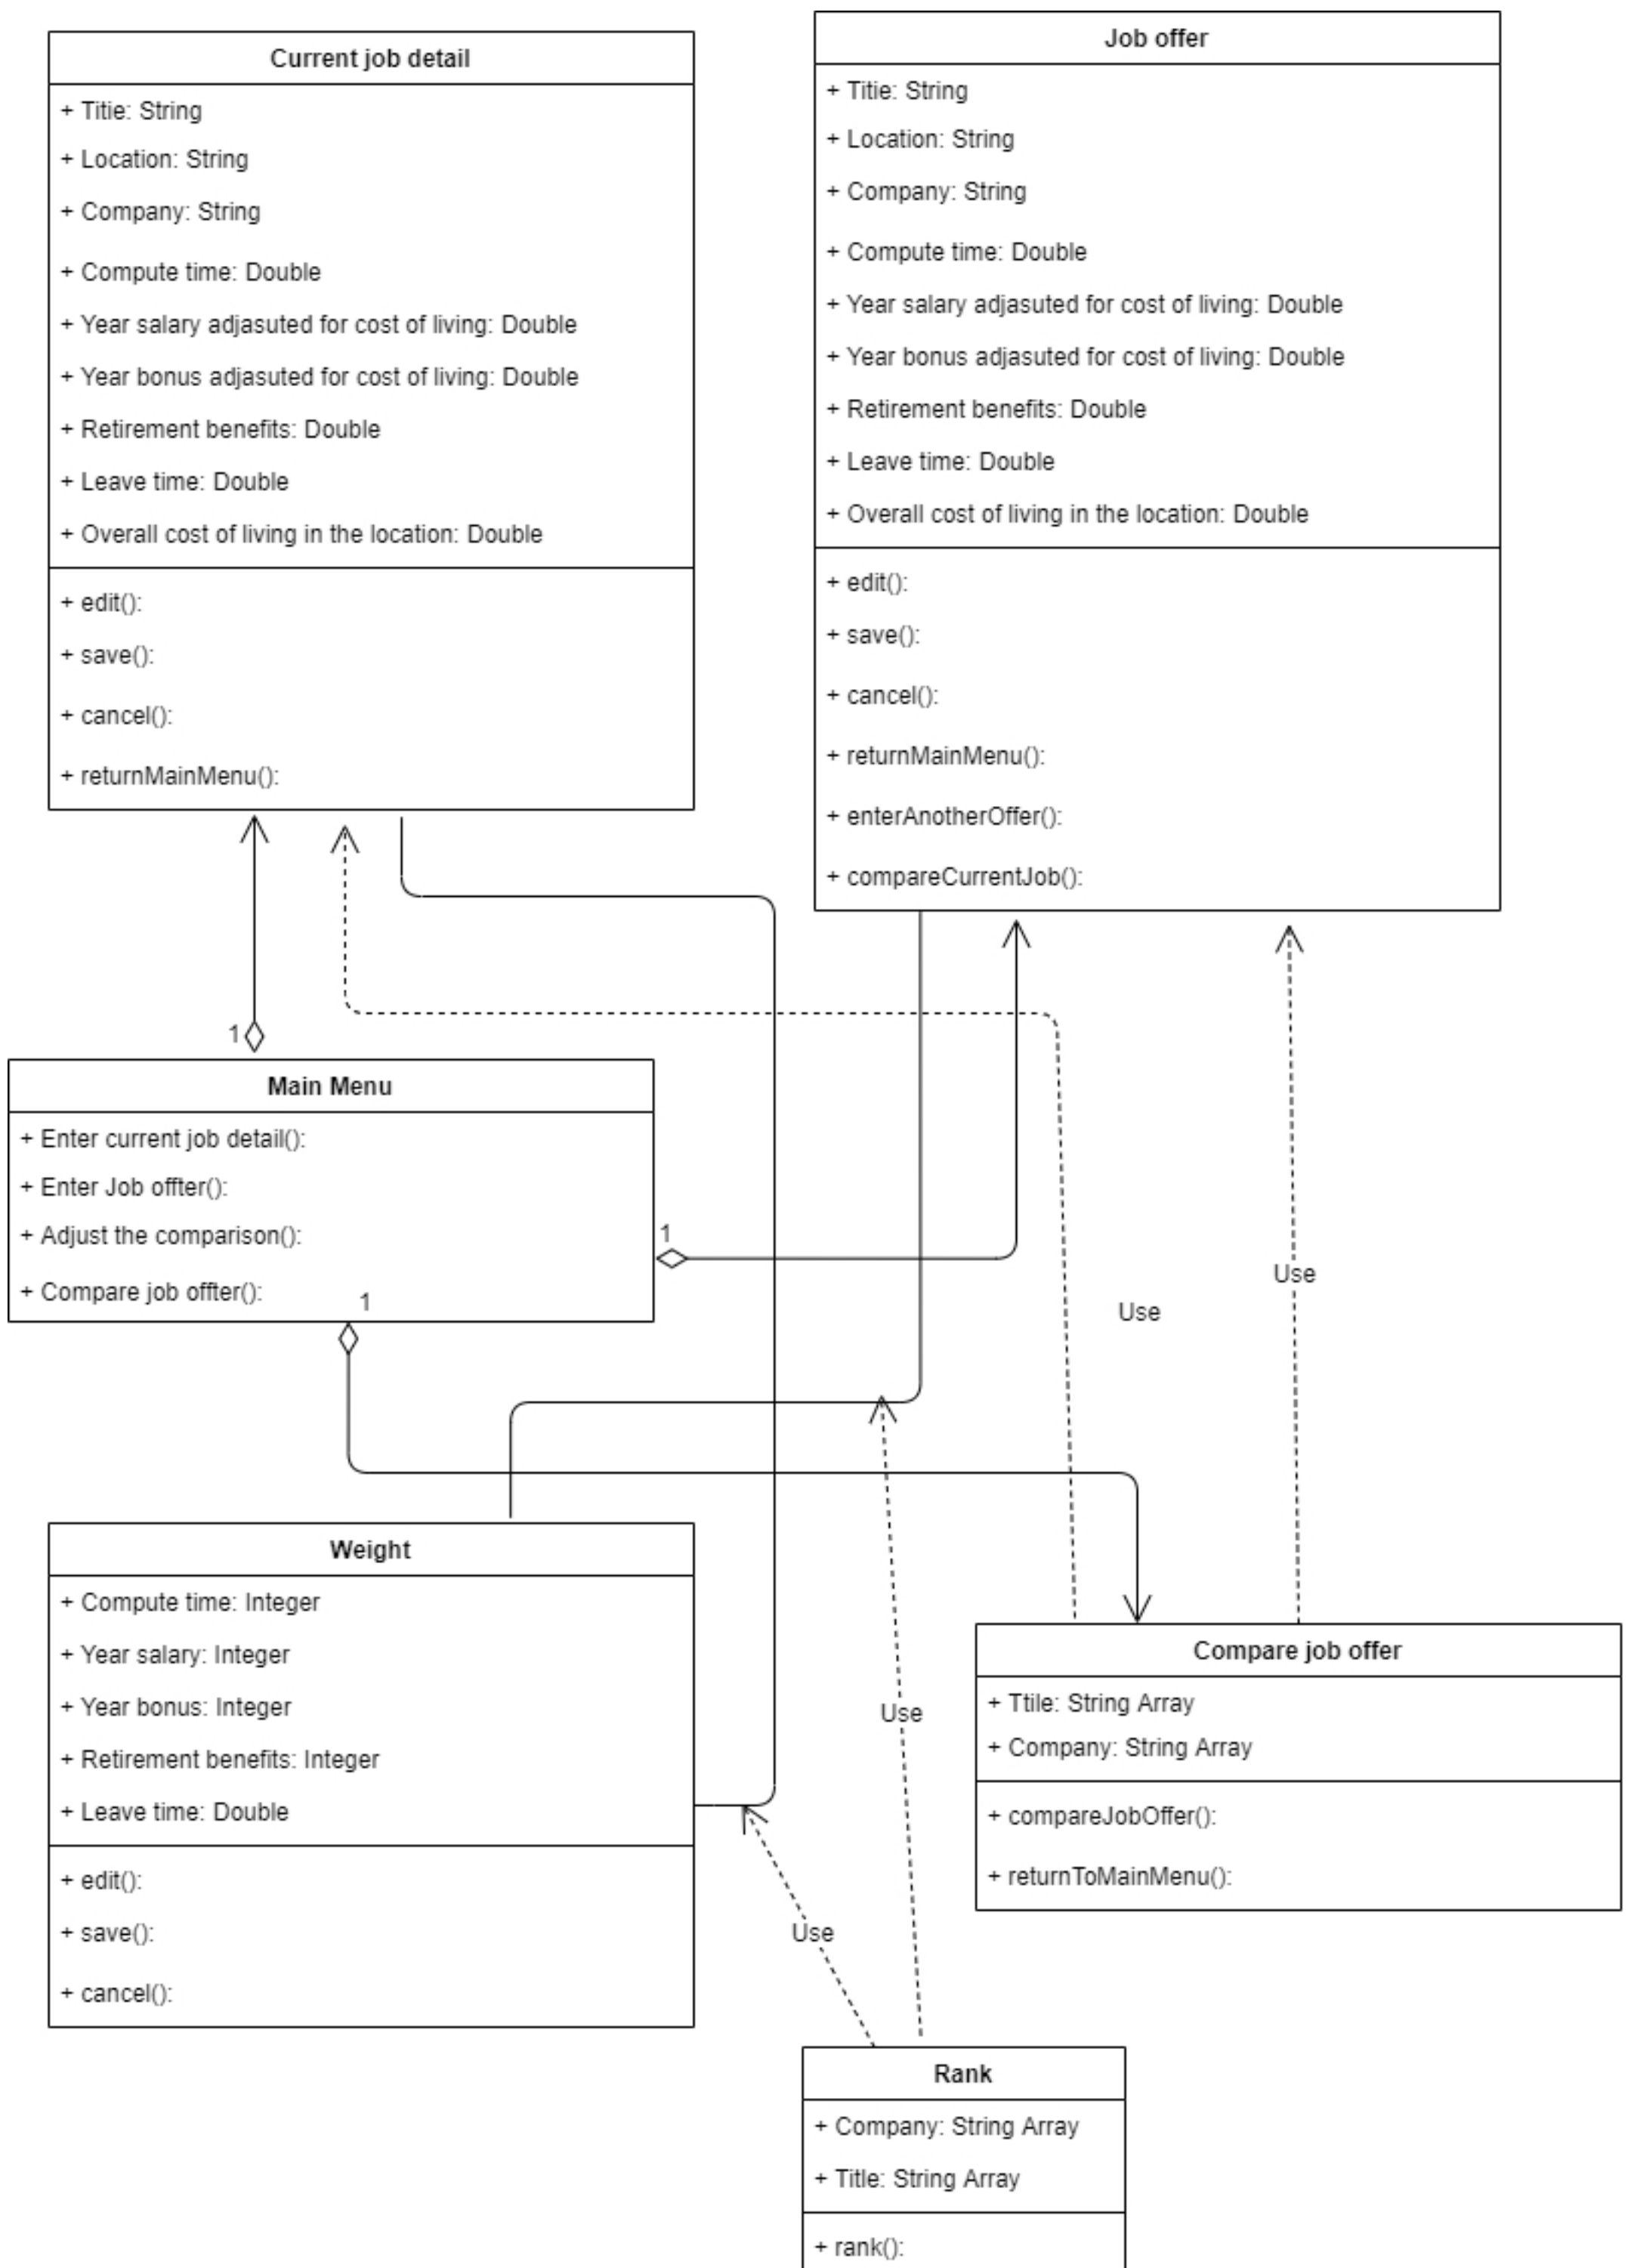 Current job detail
+ Titie: String
+ Location: String
+ Company: String
+ Compute time: Double
+ Year salary adjasuted for cost of living: Double
+ Year bonus adjasuted for cost of living: Double
+ Retirement benefits: Double
+ Leave time: Double
+ Overall cost of living in the location: Double
+ edit():
+ save():
+ cancel():
+ returnMainMenu():
Job offer
+ Titie: String
+ Location: String
+ Company: String
+ Compute time: Double
+ Year salary adjasuted for cost of living: Double
+ Year bonus adjasuted for cost of living: Double
+ Retirement benefits: Double
+ Leave time: Double
+ Overall cost of living in the location: Double
+ edit():
+ save():
+ cancel():
+ returnMainMenu():
+ enterAnotherOffer():
+ compareCurrentJob():
1
Main Menu
+ Enter current job detail():
+ Enter Job offter():
+ Adjust the comparison():
+ Compare job offter():
1
1
Use
Use
Weight
+ Compute time: Integer
+ Year salary: Integer
+ Year bonus: Integer
+ Retirement benefits: Integer
+ Leave time: Double
+ edit():
+ save():
+ cancel():
Use
Use
Compare job offer
+ Ttile: String Array
+ Company: String Array
+ compareJobOffer():
+ returnToMainMenu():
Rank
+ Company: String Array
+ Title: String Array
+ rank():